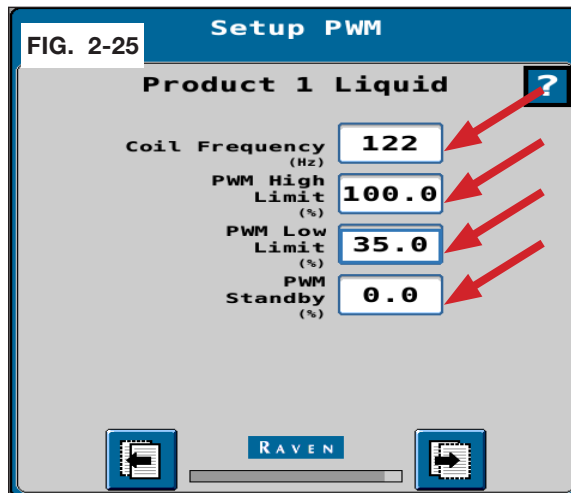 Setup PWM
FIG. 2-25
Product 1 Liquid
?
Coil Frequency
(Hz)
122
PWM High
Limit
(%)
100.0
PWM Low
Limit
(%)
35.0
PWM
Standby
(%)
0.0
RAVEN